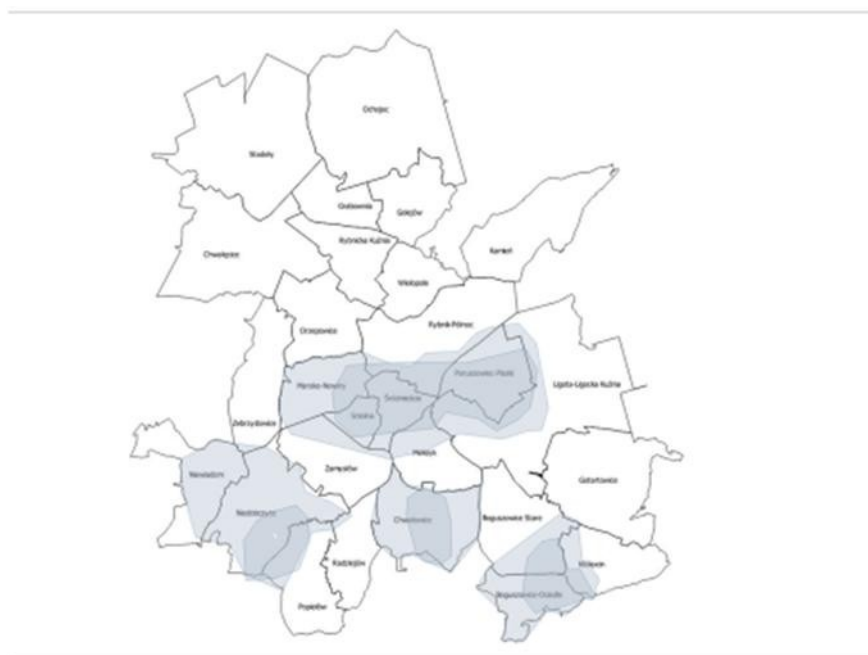 Ochojec
Stodoły
Grabownia
Golejów
Rybnicka Kuźnia
Kamień
Chwałęcice
Wielopole
Rybnik-Północ
Orzepowice
Paruszowiec-Piaski
Maroko-Nowiny
Ligota-Ligocka Kuźnia
Śródmieście
Smolna
Zebrzydowice
Meksyk
Zamysłów
Niewiadom
Gotartowice
Niedobczyce
Chwałowice
Boguszowice Stare
Radziejów
Kłokocin
Boguszowice-Osiedle
Popielów